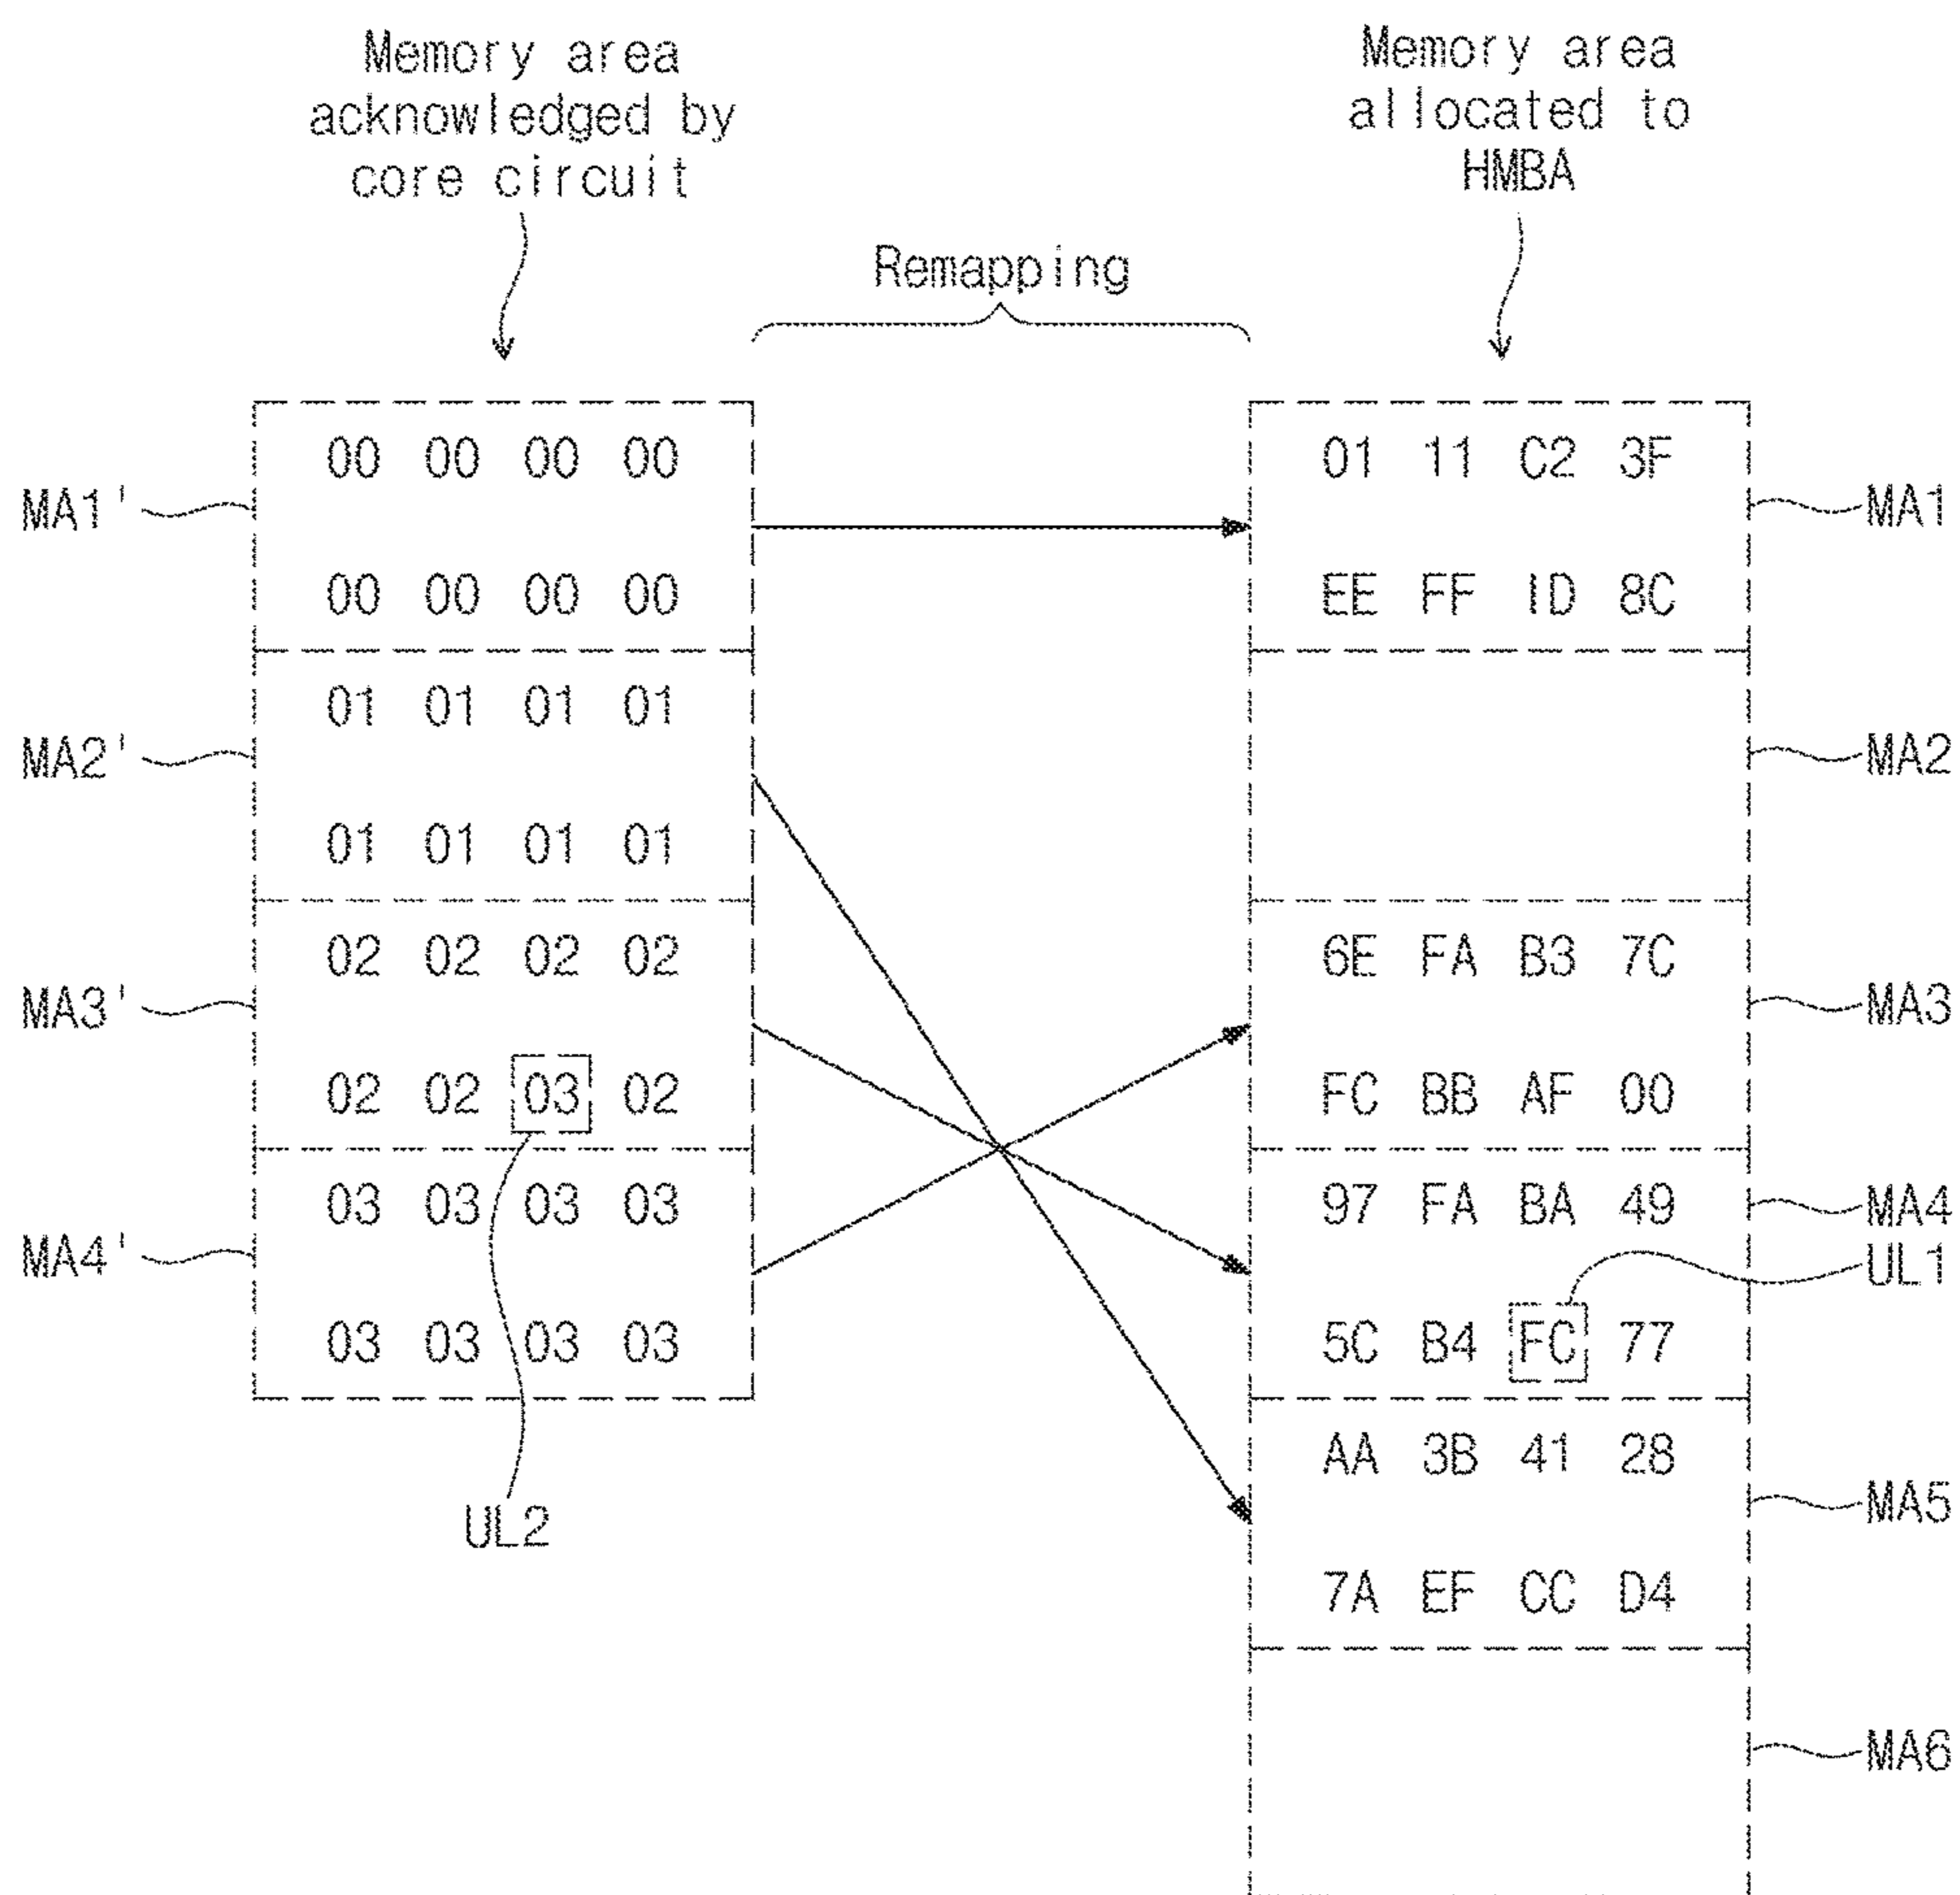 Memory area
acknowledged by
core circuit
Memory area
allocated to
HMBA
Remapping
MA1'
00 00 00 00
00 00 00 00
MA2'
01 01 01 01
01 01 01 01
MA3'
02 02 02 02
02 02 03 02
MA4'
03 03 03 03
03 03 03 03
UL2
01 11 C2 3F
MA1
EE FF 1D 8C
MA2
6E FA B3 7C
MA3
FC BB AF 00
97 FA BA 49
MA4
UL1
5C B4 FC 77
AA 3B 41 28
MA5
7A EF CC D4
MA6